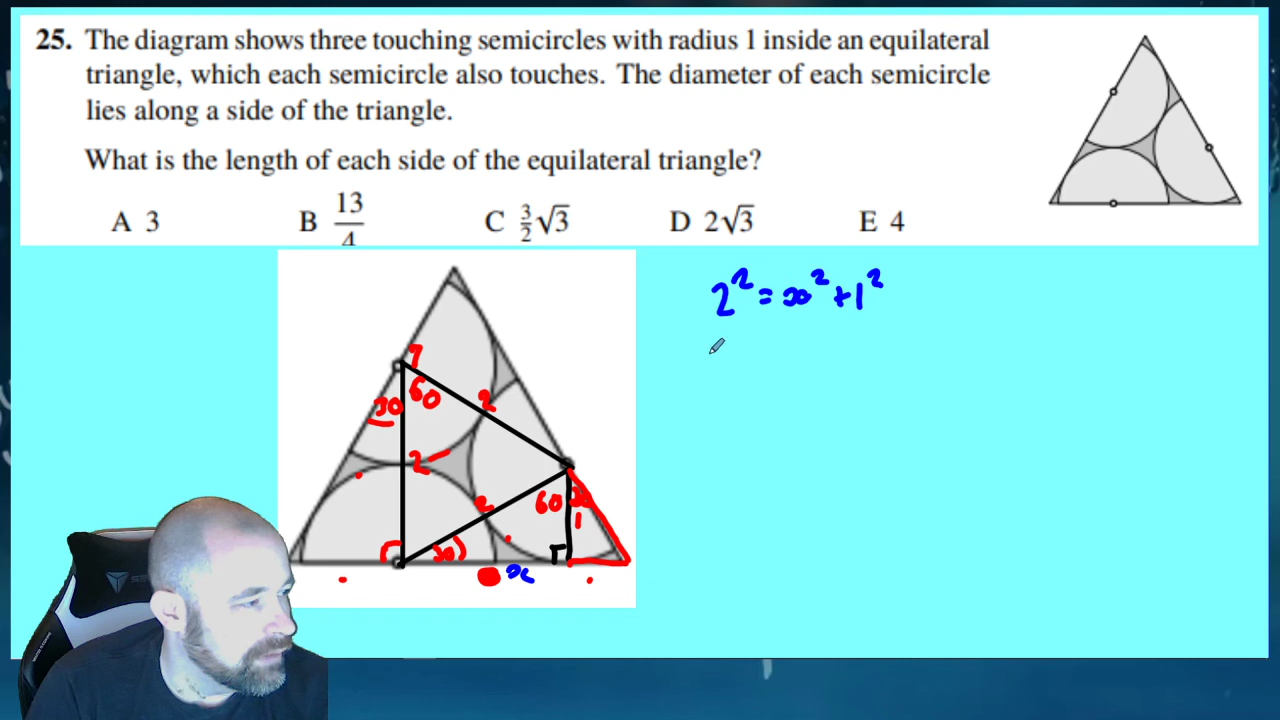 25. The diagram shows three touching semicircles with radius 1 inside an equilateral
triangle, which each semicircle also touches. The diameter of each semicircle
lies along a side of the triangle.
What is the length of each side of the equilateral triangle?
A 3 B 13/4 C 3/2√3 D 2√3 E 4
2² = x² + 1²
1
60
30
2
2
2
60
30
1
30
x